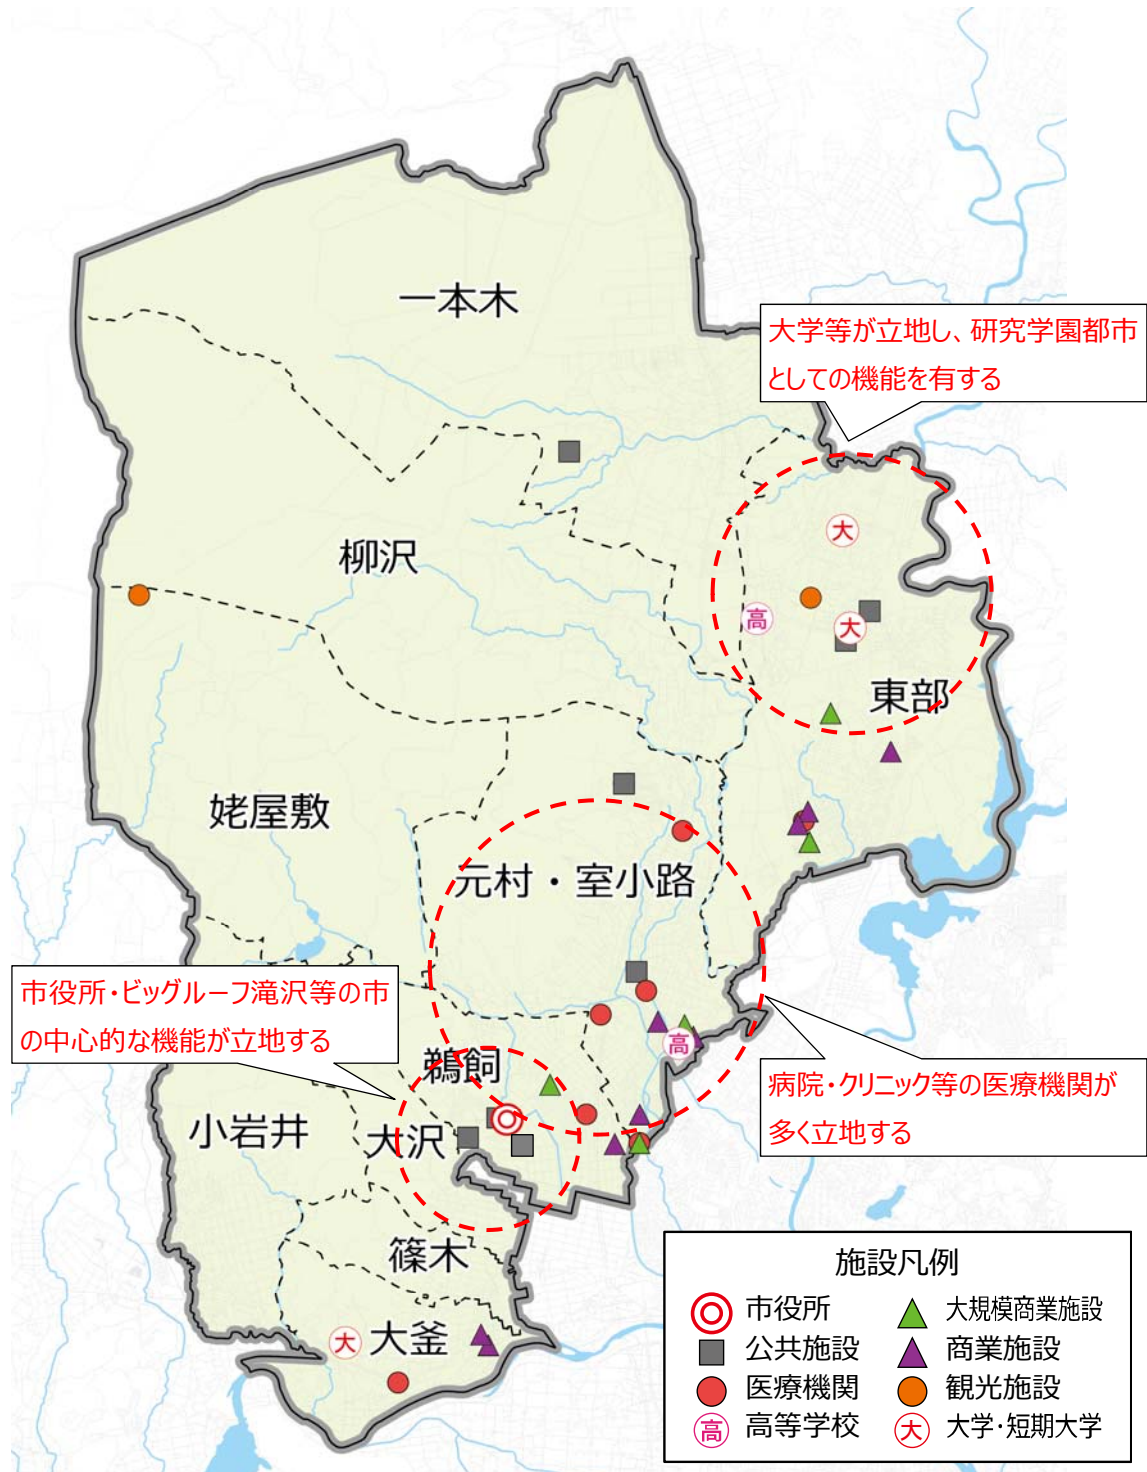 一本木
大学等が立地し、研究学園都市
としての機能を有する
大
柳沢
高
大
東部
姥屋敷
元村・室小路
市役所・ビッグルーフ滝沢等の市
の中心的な機能が立地する
高
鵜飼
病院・クリニック等の医療機関が
多く立地する
小岩井
大沢
篠木
大
大釜
施設凡例
市役所
大規模商業施設
公共施設
商業施設
医療機関
観光施設
高
高等学校
大
大学・短期大学